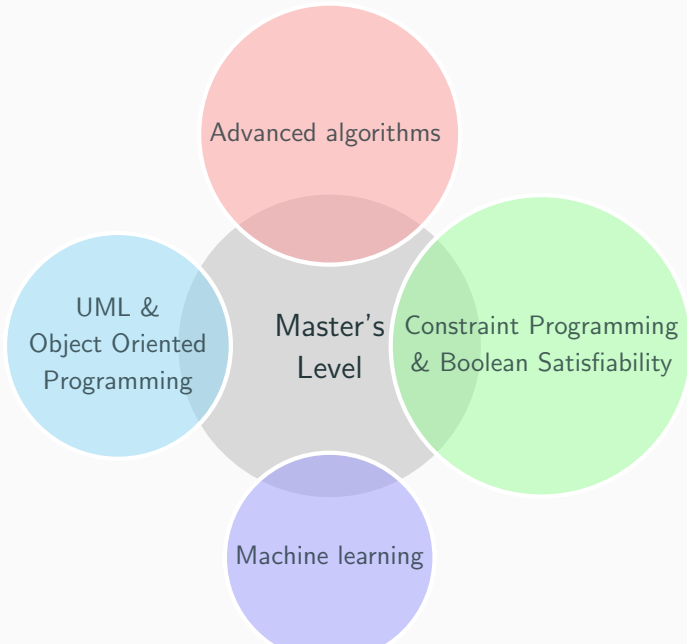 Advanced algorithms
UML &
Object Oriented
Programming
Master's
Level
Constraint Programming
& Boolean Satisfiability
Machine learning